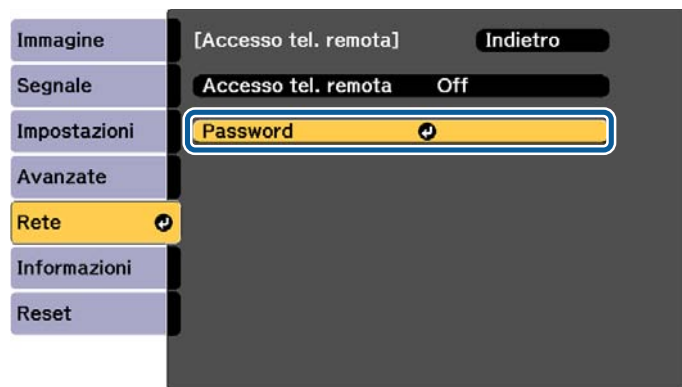 Immagine
Segnale
Impostazioni
Avanzate
Rete
Informazioni
Reset
[Accesso tel. remota] Indietro
Accesso tel. remota Off
Password